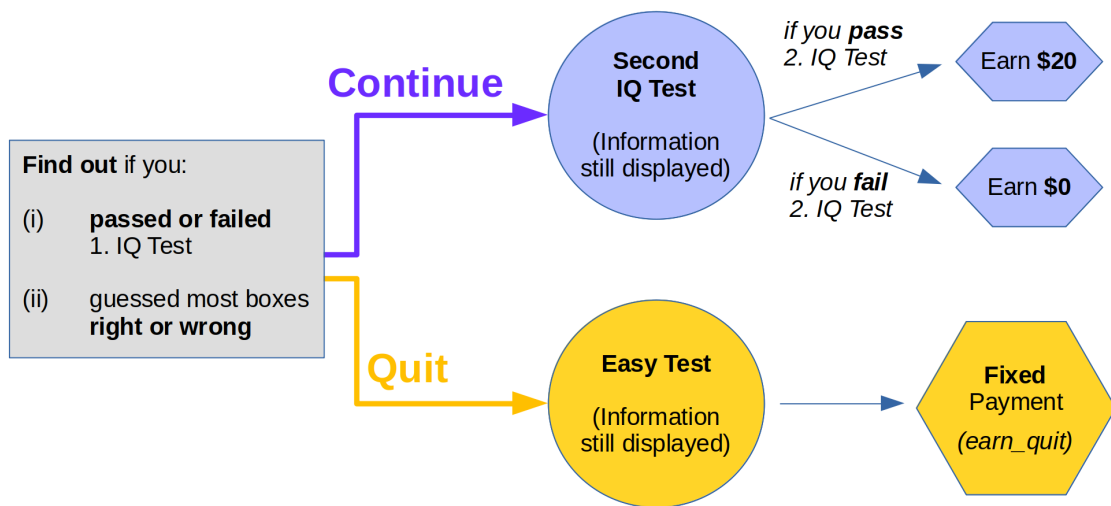 Find out if you:
(i) passed or failed
1. IQ Test
(ii) guessed most boxes
right or wrong
Continue
Second
IQ Test
(Information
still displayed)
if you pass
2. IQ Test
Earn $20
if you fail
2. IQ Test
Earn $0
Quit
Easy Test
(Information
still displayed)
Fixed
Payment
(earn_quit)